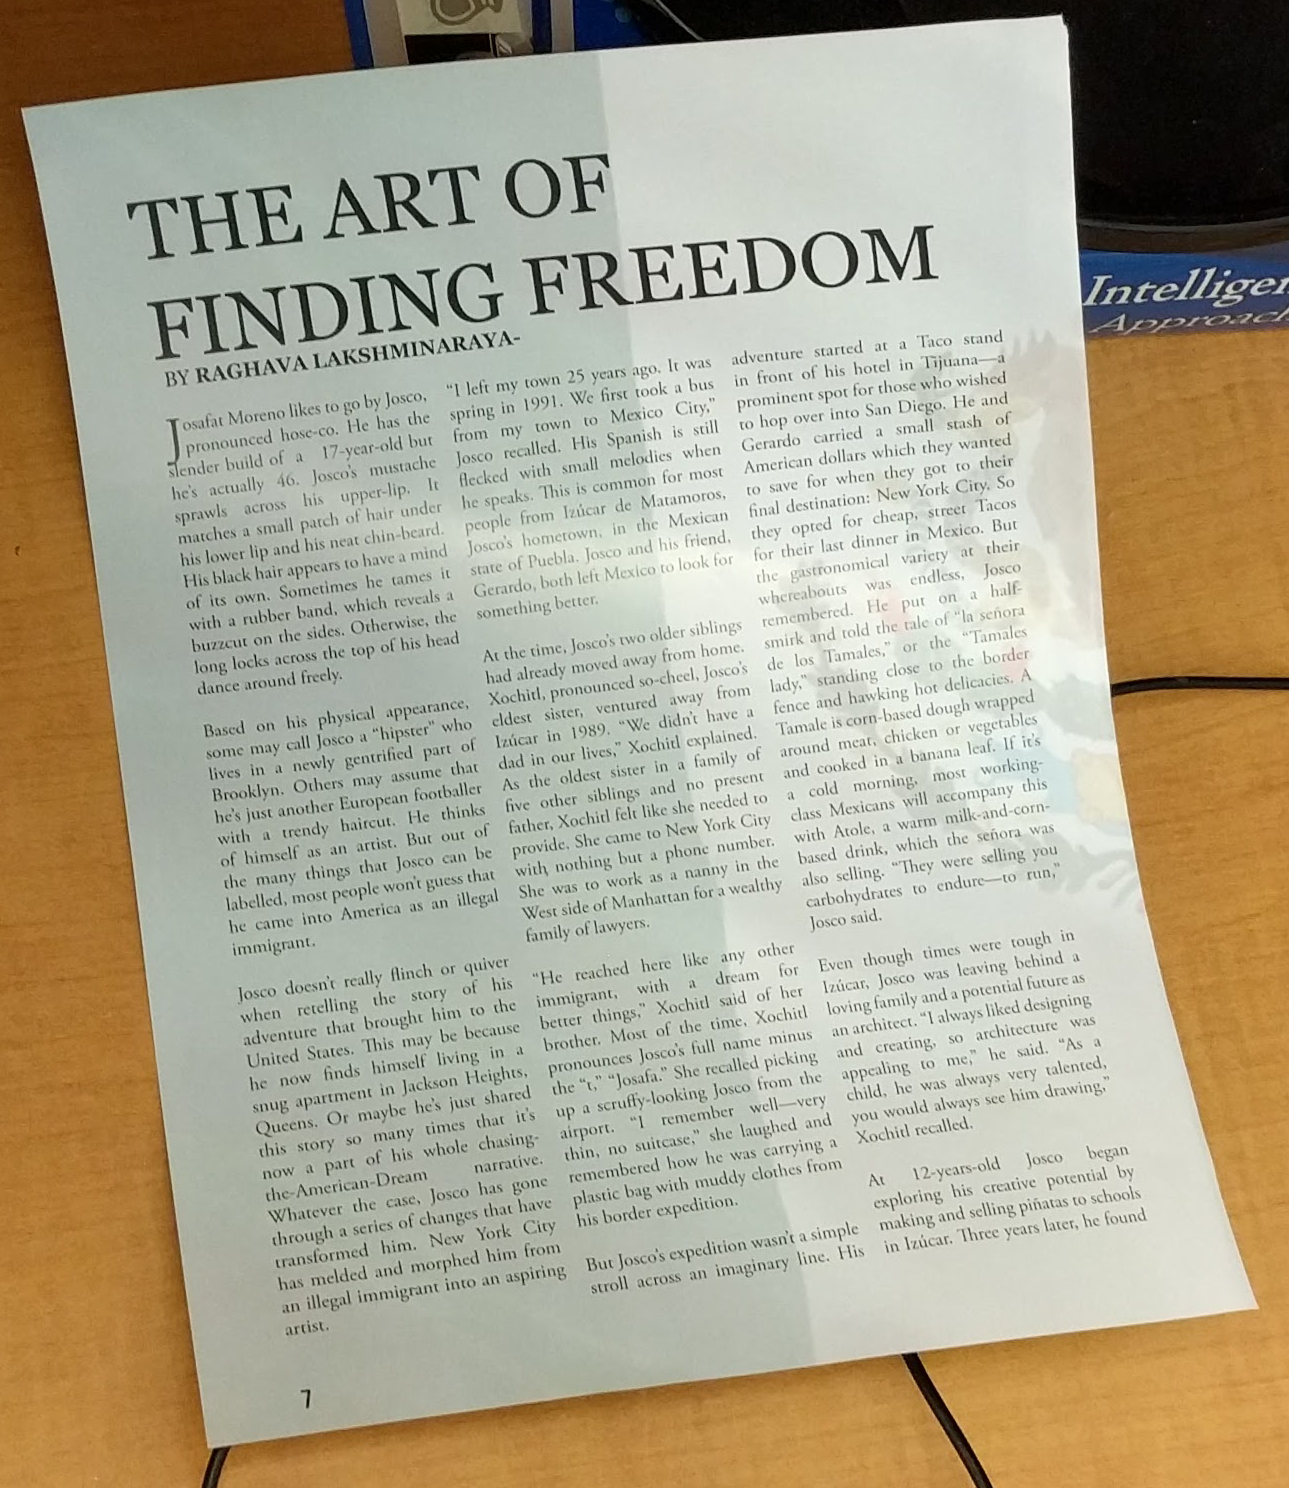 THE ART OF
FINDING FREEDOM
BY RAGHAVA LAKSHMINARAYA-
Josafat Moreno likes to go by Josco,
pronounced hose-co. He has the
slender build of a 17-year-old but
he's actually 46. Josco's mustache
sprawls across his upper-lip. It
matches a small patch of hair under
his lower lip and his neat chin-beard.
His black hair appears to have a mind
of its own. Sometimes he tames it
with a rubber band, which reveals a
buzzcut on the sides. Otherwise, the
long locks across the top of his head
dance around freely.
Based on his physical appearance,
some may call Josco a "hipster" who
lives in a newly gentrified part of
Brooklyn. Others may assume that
he's just another European footballer
with a trendy haircut. He thinks
of himself as an artist. But out of
the many things that Josco can be
labelled, most people won't guess that
he came into America as an illegal
immigrant.
Josco doesn't really flinch or quiver
when retelling the story of his
adventure that brought him to the
United States. This may be because
he now finds himself living in a
snug apartment in Jackson Heights,
Queens. Or maybe he's just shared
this story so many times that it's
now a part of his whole chasing-
the-American-Dream narrative.
Whatever the case, Josco has gone
through a series of changes that have
transformed him. New York City
has melded and morphed him from
an illegal immigrant into an aspiring
artist.
"I left my town 25 years ago. It was
spring in 1991. We first took a bus
from my town to Mexico City,"
Josco recalled. His Spanish is still
flecked with small melodies when
he speaks. This is common for most
people from Izúcar de Matamoros,
Josco's hometown, in the Mexican
state of Puebla. Josco and his friend,
Gerardo, both left Mexico to look for
something better.
At the time, Josco's two older siblings
had already moved away from home.
Xochitl, pronounced so-cheel, Josco's
eldest sister, ventured away from
Izúcar in 1989. "We didn't have a
dad in our lives," Xochitl explained.
As the oldest sister in a family of
five other siblings and no present
father, Xochitl felt like she needed to
provide. She came to New York City
with nothing but a phone number.
She was to work as a nanny in the
West side of Manhattan for a wealthy
family of lawyers.
"He reached here like any other
immigrant, with a dream for
better things," Xochitl said of her
brother. Most of the time, Xochitl
pronounces Josco's full name minus
the "t," "Josafa." She recalled picking
up a scruffy-looking Josco from the
airport. "I remember well—very
thin, no suitcase," she laughed and
remembered how he was carrying a
plastic bag with muddy clothes from
his border expedition.
But Josco's expedition wasn't a simple
stroll across an imaginary line. His
adventure started at a Taco stand
in front of his hotel in Tijuana—a
prominent spot for those who wished
to hop over into San Diego. He and
Gerardo carried a small stash of
American dollars which they wanted
to save for when they got to their
final destination: New York City. So
they opted for cheap, street Tacos
for their last dinner in Mexico. But
the gastronomical variety at their
whereabouts was endless, Josco
remembered. He put on a half-
smirk and told the tale of "la señora
de los Tamales," or the "Tamales
lady," standing close to the border
fence and hawking hot delicacies. A
Tamale is corn-based dough wrapped
around meat, chicken or vegetables
and cooked in a banana leaf. If it's
a cold morning, most working-
class Mexicans will accompany this
with Atole, a warm milk-and-corn-
based drink, which the señora was
also selling. "They were selling you
carbohydrates to endure—to run,"
Josco said.
Even though times were tough in
Izúcar, Josco was leaving behind a
loving family and a potential future as
an architect. "I always liked designing
and creating, so architecture was
appealing to me," he said. "As a
child, he was always very talented,
you would always see him drawing,"
Xochitl recalled.
At 12-years-old Josco began
exploring his creative potential by
making and selling piñatas to schools
in Izúcar. Three years later, he found
7
Approach